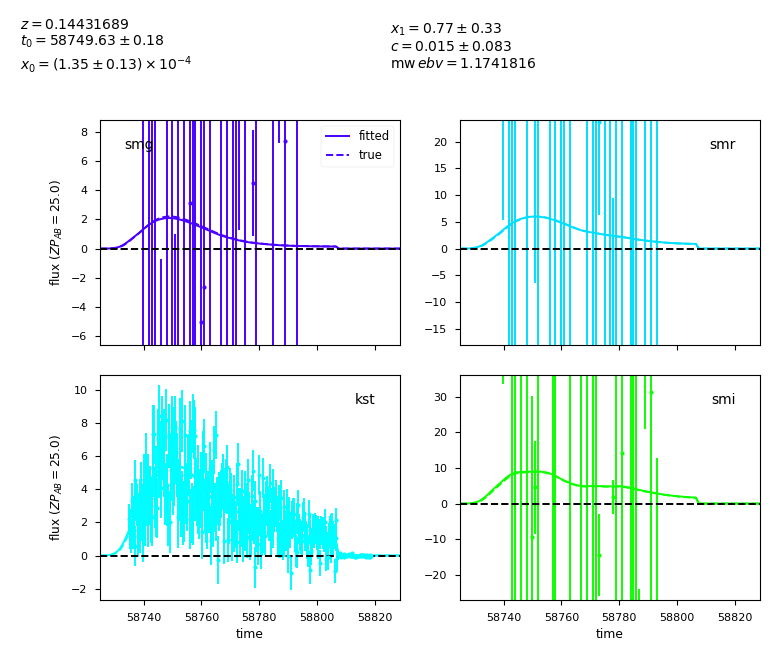 z = 0.14431689
t₀ = 58749.63 ± 0.18
x₀ = (1.35 ± 0.13) × 10⁻⁴
x₁ = 0.77 ± 0.33
c = 0.015 ± 0.083
mw ebv = 1.1741816
smg
fitted
true
8
6
4
2
0
−2
−4
−6
flux (ZP_AB = 25.0)
smr
20
15
10
5
0
−5
−10
−15
kst
10
8
6
4
2
0
−2
flux (ZP_AB = 25.0)
58740 58760 58780 58800 58820
time
smi
30
20
10
0
−10
−20
58740 58760 58780 58800 58820
time